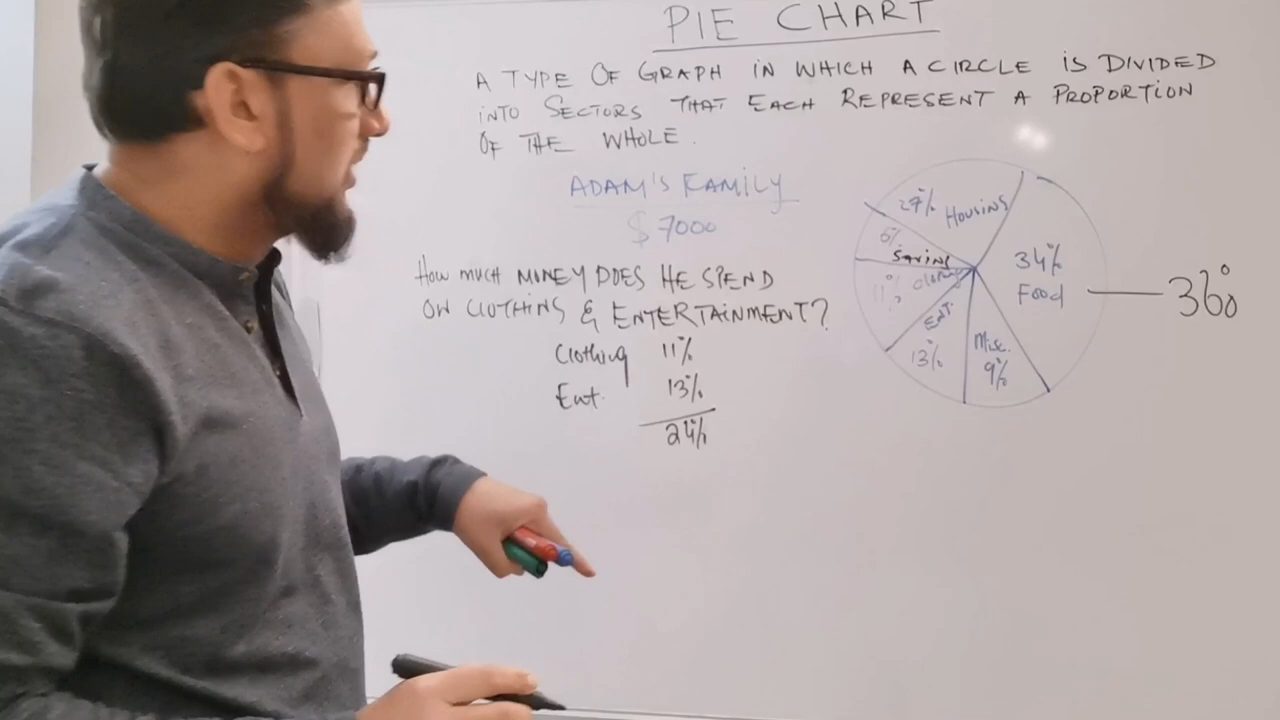 PIE CHART
A TYPE OF GRAPH IN WHICH A CIRCLE IS DIVIDED
INTO SECTORS THAT EACH REPRESENT A PROPORTION
OF THE WHOLE.
ADAM'S FAMILY
$7000
HOW MUCH MONEY DOES HE SPEND
ON CLOTHING & ENTERTAINMENT?
Clothing 11%
Ent. 13%
24%
27% HOUSING
6%
SAVING
11% Clothing
ENT.
13%
Misc.
9%
34%
Food
360°